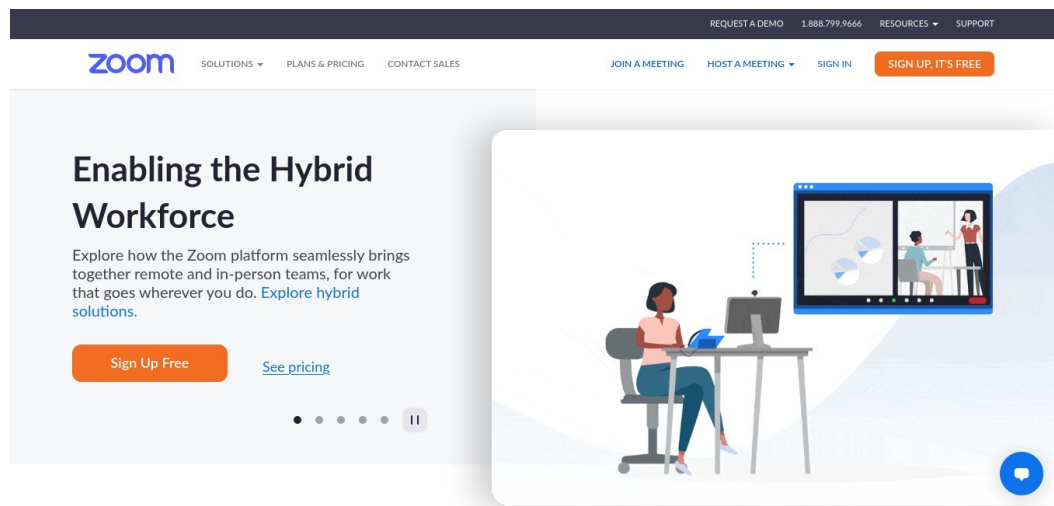 REQUEST A DEMO 1.888.799.9666 RESOURCES SUPPORT
zoom SOLUTIONS PLANS & PRICING CONTACT SALES JOIN A MEETING HOST A MEETING SIGN IN SIGN UP, IT'S FREE
Enabling the Hybrid
Workforce
Explore how the Zoom platform seamlessly brings
together remote and in-person teams, for work
that goes wherever you do. Explore hybrid
solutions.
Sign Up Free See pricing